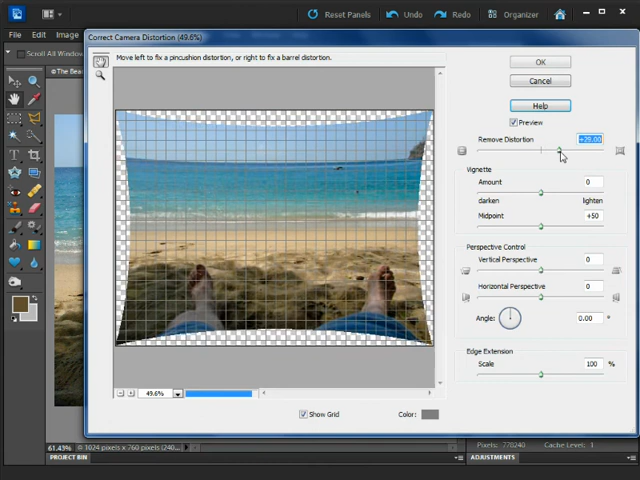 Reset Panels Undo Redo Organizer
File Edit Image
Scroll All Window
@The Bea
Correct Camera Distortion (49.6%)
Move left to fix a pincushion distortion, or right to fix a barrel distortion.
OK
Cancel
Help
Preview
Remove Distortion +29.00
Vignette
Amount 0
darken lighten
Midpoint +50
Perspective Control
Vertical Perspective 0
Horizontal Perspective 0
Angle: 0.00 °
Edge Extension
Scale 100 %
49.6%
Show Grid Color:
61.43% 1024 pixels x 760 pixels (240...
Pixels: 778240 Cache Level: 1
PROJECT BIN ADJUSTMENTS